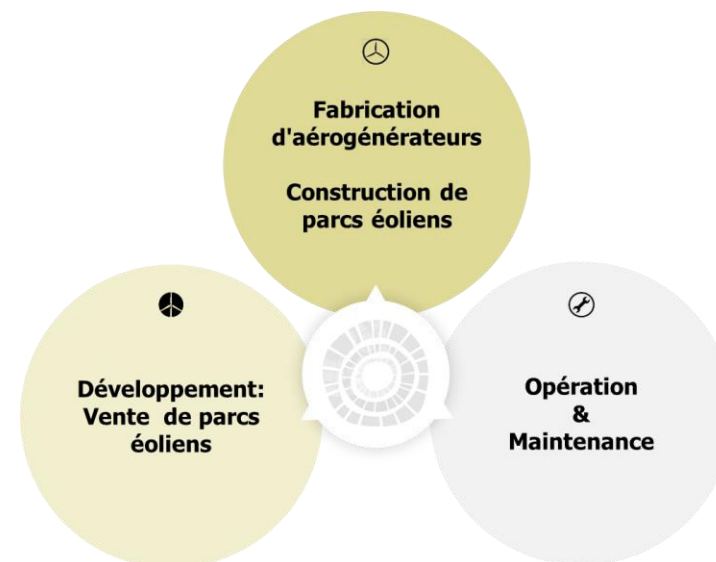 Fabrication
d'aérogénérateurs
Construction de
parcs éoliens
Développement:
Vente de parcs
éoliens
Opération
&
Maintenance